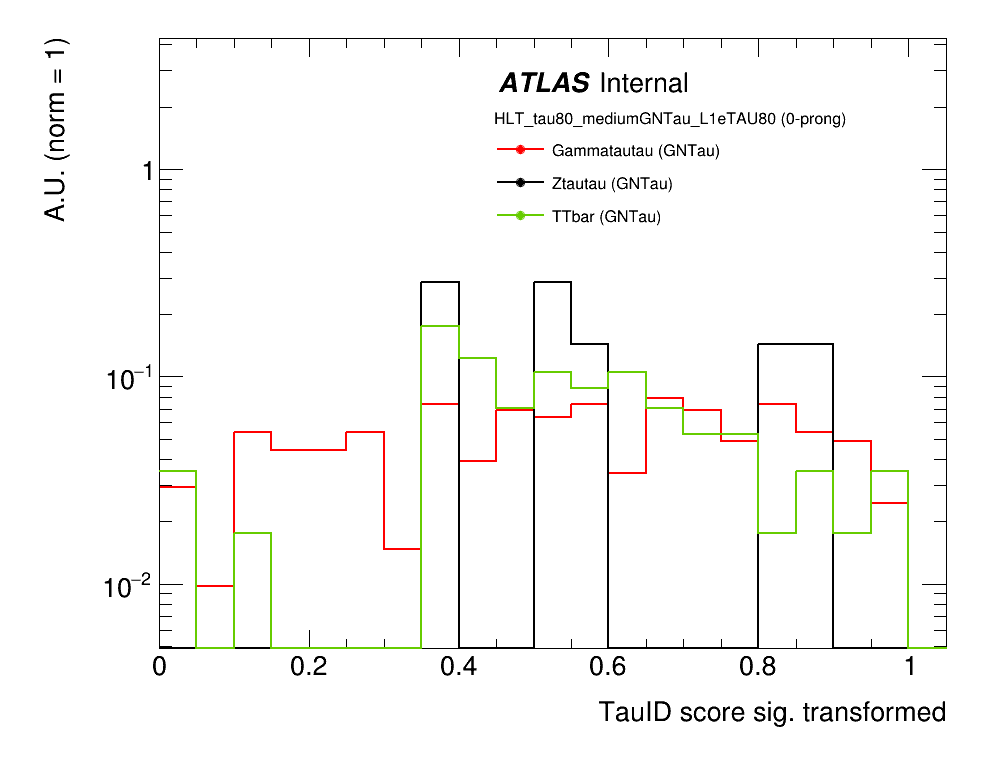 A.U. (norm = 1)
ATLAS Internal
HLT_tau80_mediumGNTau_L1eTAU80 (0-prong)
Gammatautau (GNTau)
Ztautau (GNTau)
TTbar (GNTau)
1
10⁻¹
10⁻²
0 0.2 0.4 0.6 0.8 1
TauID score sig. transformed